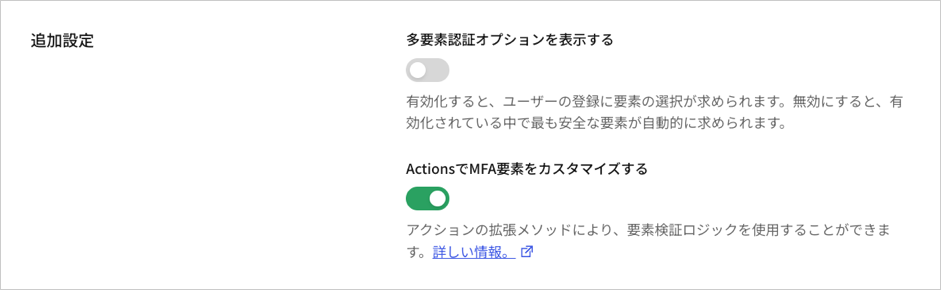 追加設定
多要素認証オプションを表示する
有効化すると、ユーザーの登録に要素の選択が求められます。無効にすると、有
効化されている中で最も安全な要素が自動的に求められます。
ActionsでMFA要素をカスタマイズする
アクションの拡張メソッドにより、要素検証ロジックを使用することができま
す。詳しい情報。